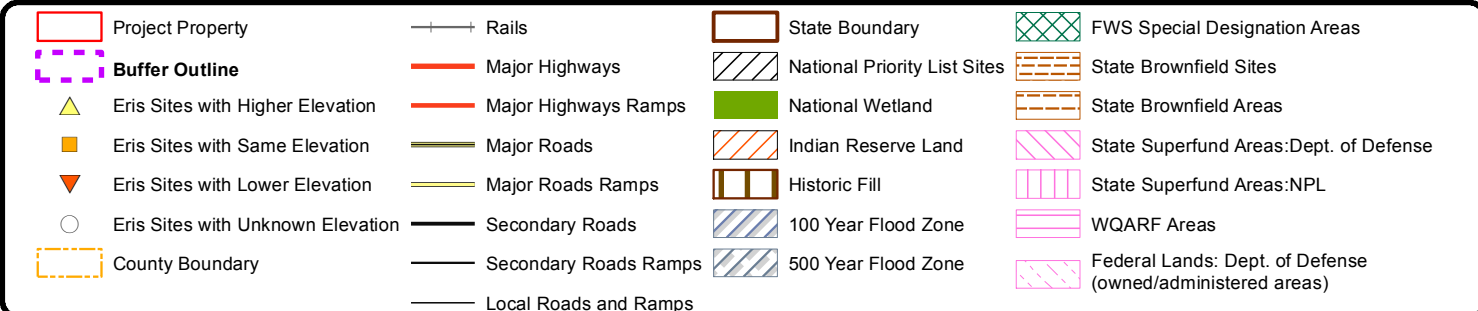 Project Property
Buffer Outline
Eris Sites with Higher Elevation
Eris Sites with Same Elevation
Eris Sites with Lower Elevation
Eris Sites with Unknown Elevation
County Boundary
Rails
Major Highways
Major Highways Ramps
Major Roads
Major Roads Ramps
Secondary Roads
Secondary Roads Ramps
Local Roads and Ramps
State Boundary
National Priority List Sites
National Wetland
Indian Reserve Land
Historic Fill
100 Year Flood Zone
500 Year Flood Zone
FWS Special Designation Areas
State Brownfield Sites
State Brownfield Areas
State Superfund Areas:Dept. of Defense
State Superfund Areas:NPL
WQARF Areas
Federal Lands: Dept. of Defense
(owned/administered areas)